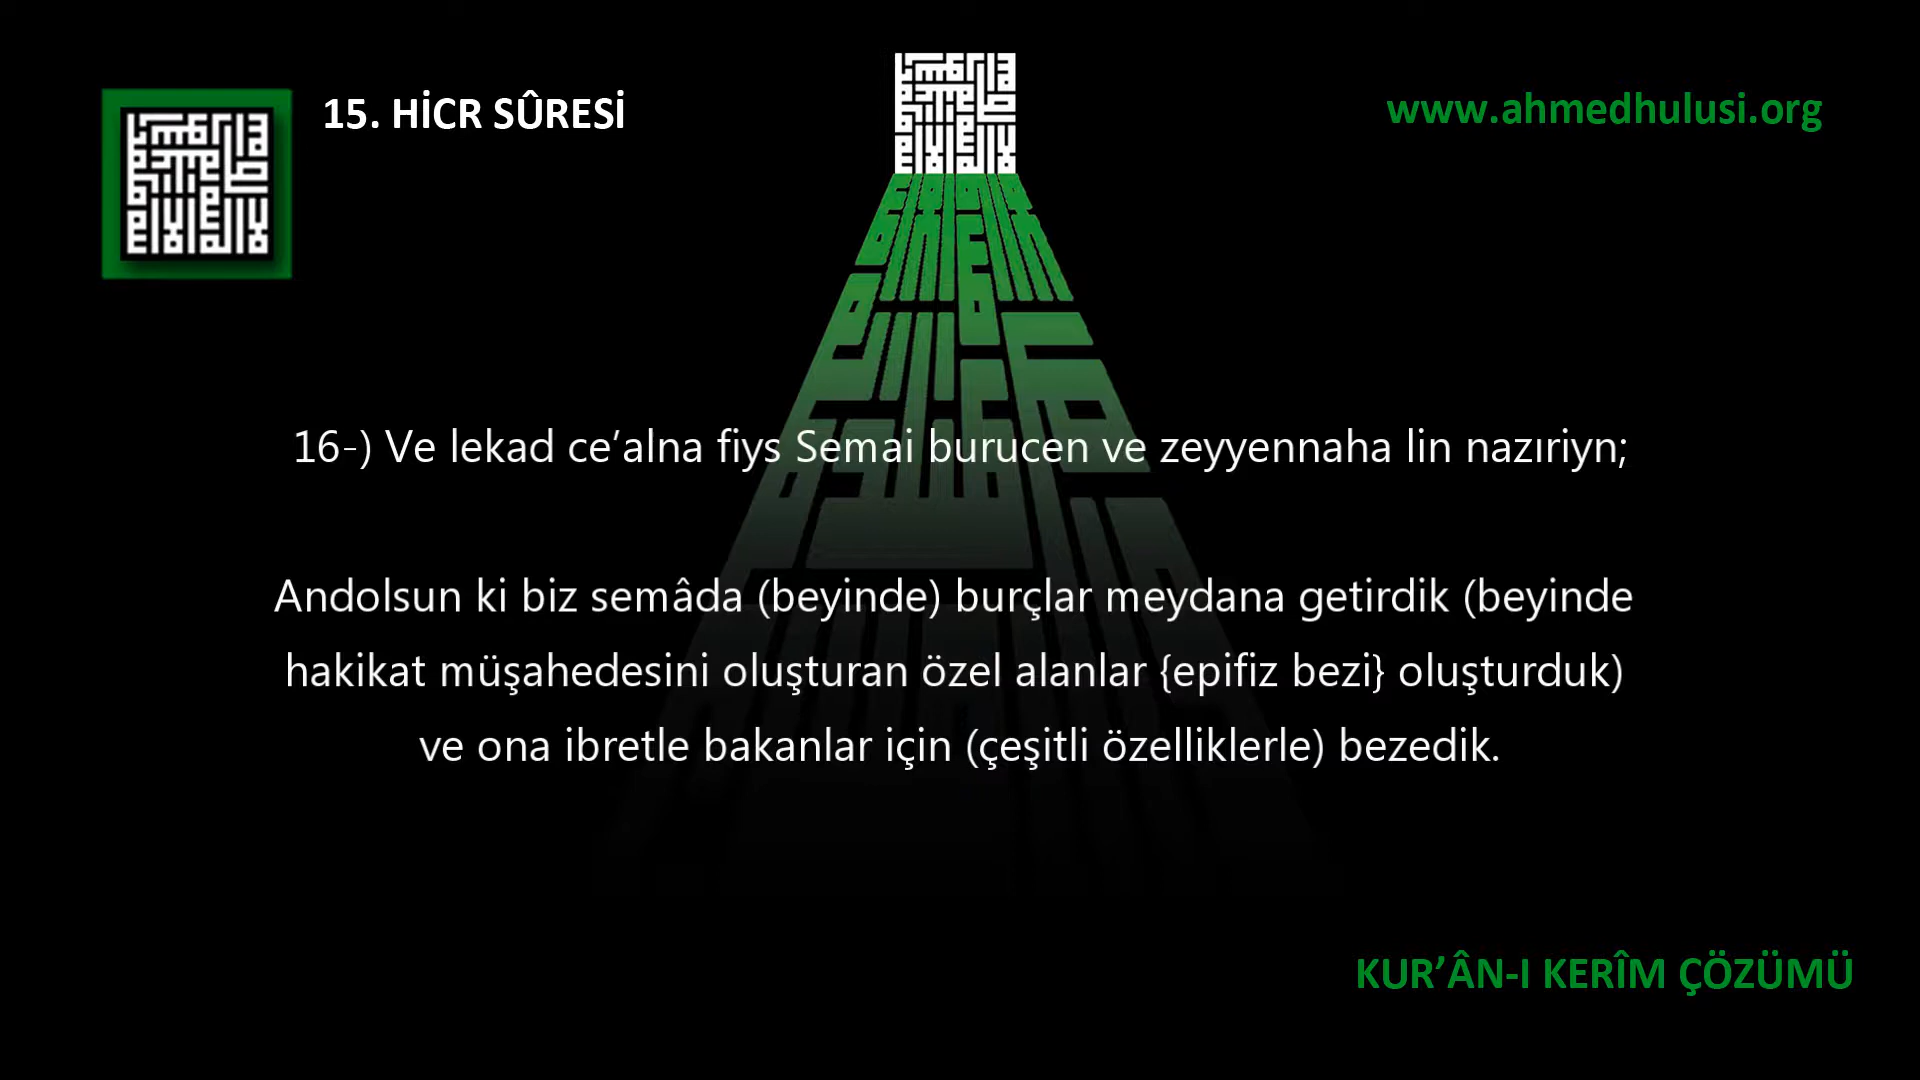 15. HİCR SÛRESİ
www.ahmedhulusi.org
16-) Ve lekad ce’alna fiys Semai burucen ve zeyyennaha lin nazıriyn;
Andolsun ki biz semâda (beyinde) burçlar meydana getirdik (beyinde
hakikat müşahedesini oluşturan özel alanlar {epifiz bezi} oluşturduk)
ve ona ibretle bakanlar için (çeşitli özelliklerle) bezedik.
KUR’ÂN-I KERÎM ÇÖZÜMÜ